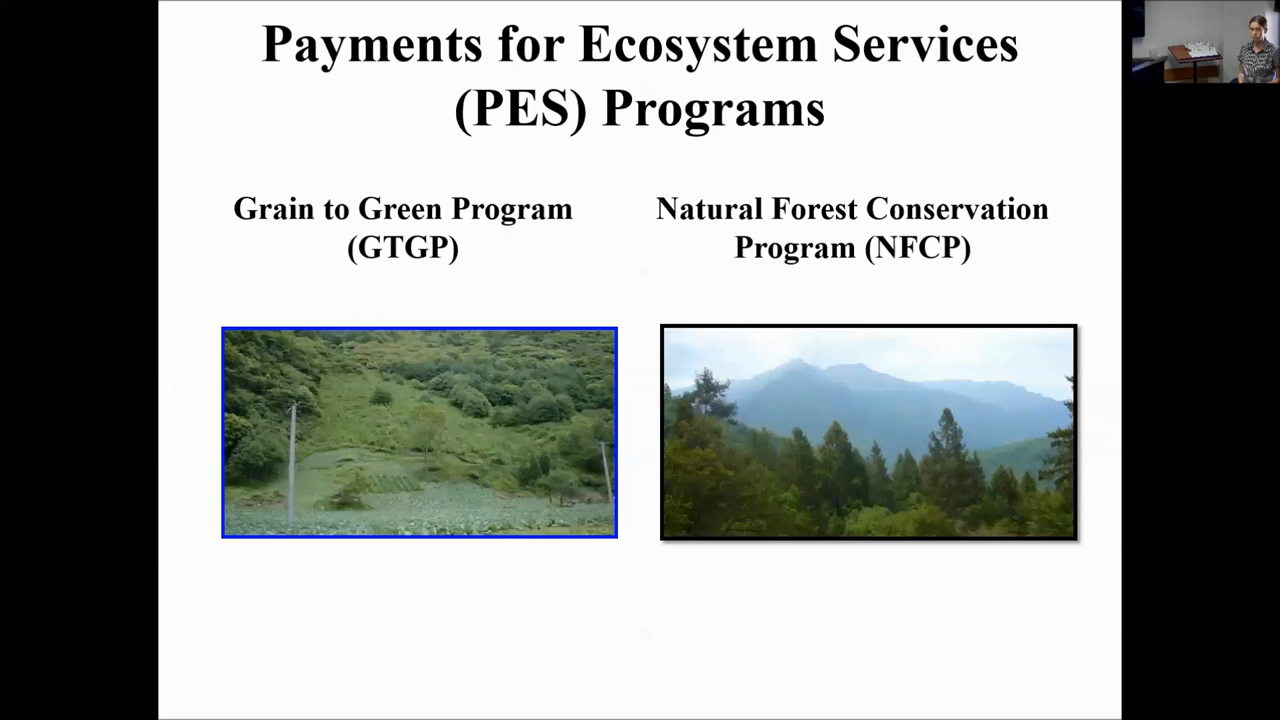 Payments for Ecosystem Services
(PES) Programs
Grain to Green Program
(GTGP)
Natural Forest Conservation
Program (NFCP)